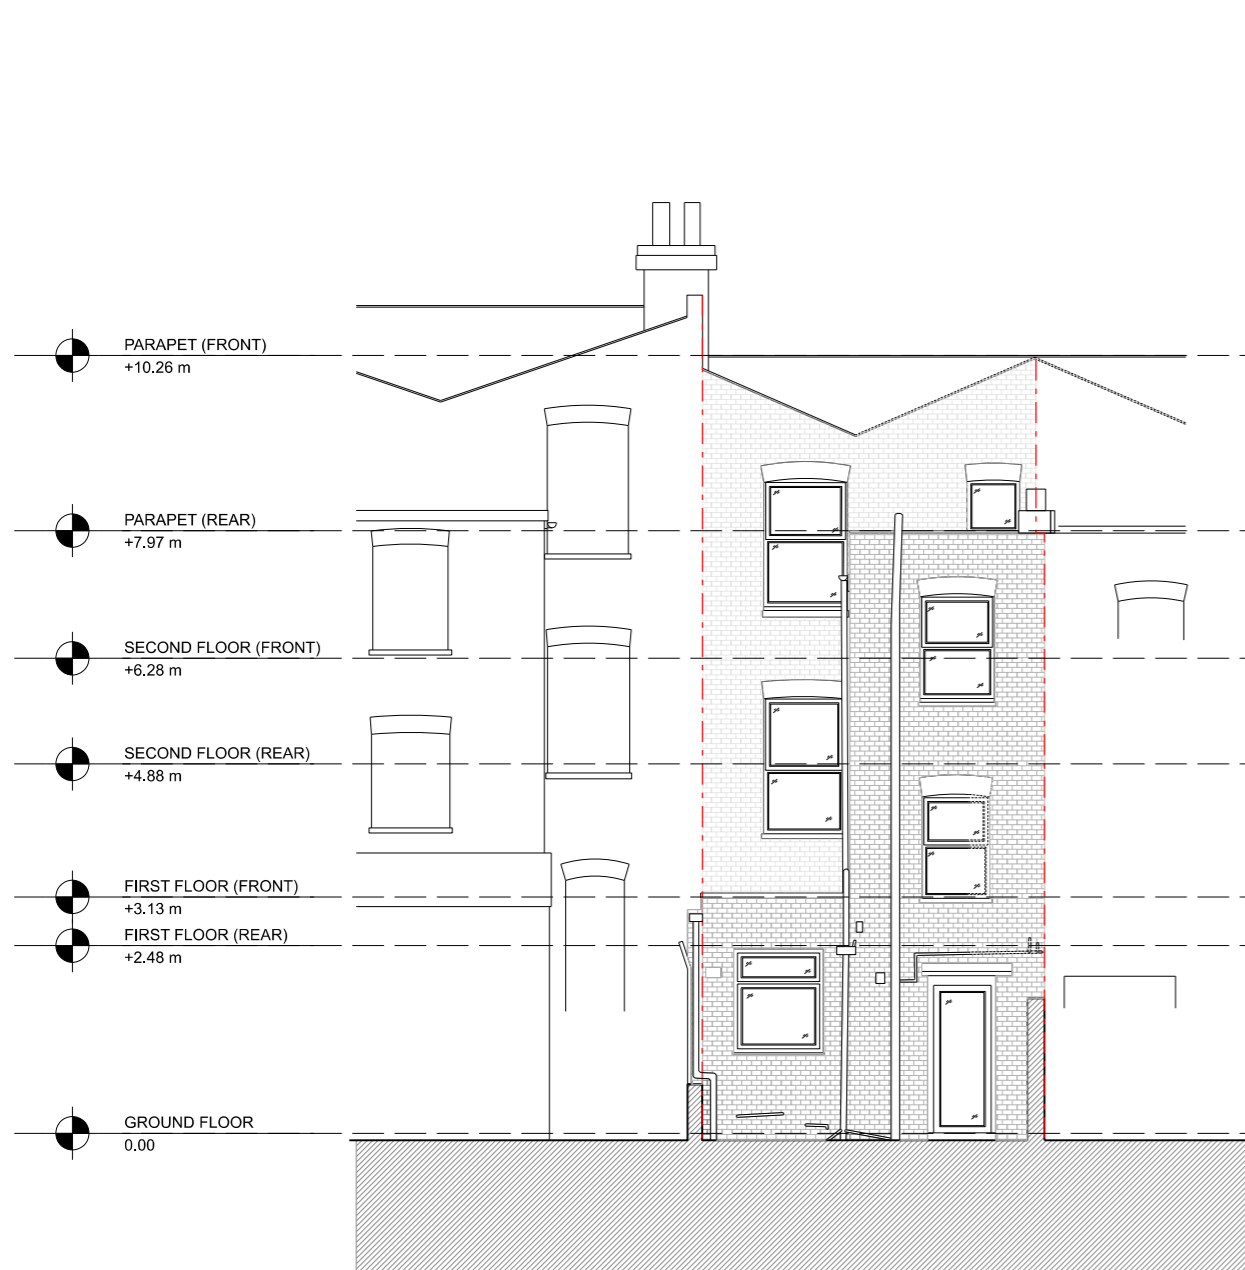 PARAPET (FRONT)
+10.26 m
PARAPET (REAR)
+7.97 m
SECOND FLOOR (FRONT)
+6.28 m
SECOND FLOOR (REAR)
+4.88 m
FIRST FLOOR (FRONT)
+3.13 m
FIRST FLOOR (REAR)
+2.48 m
GROUND FLOOR
0.00